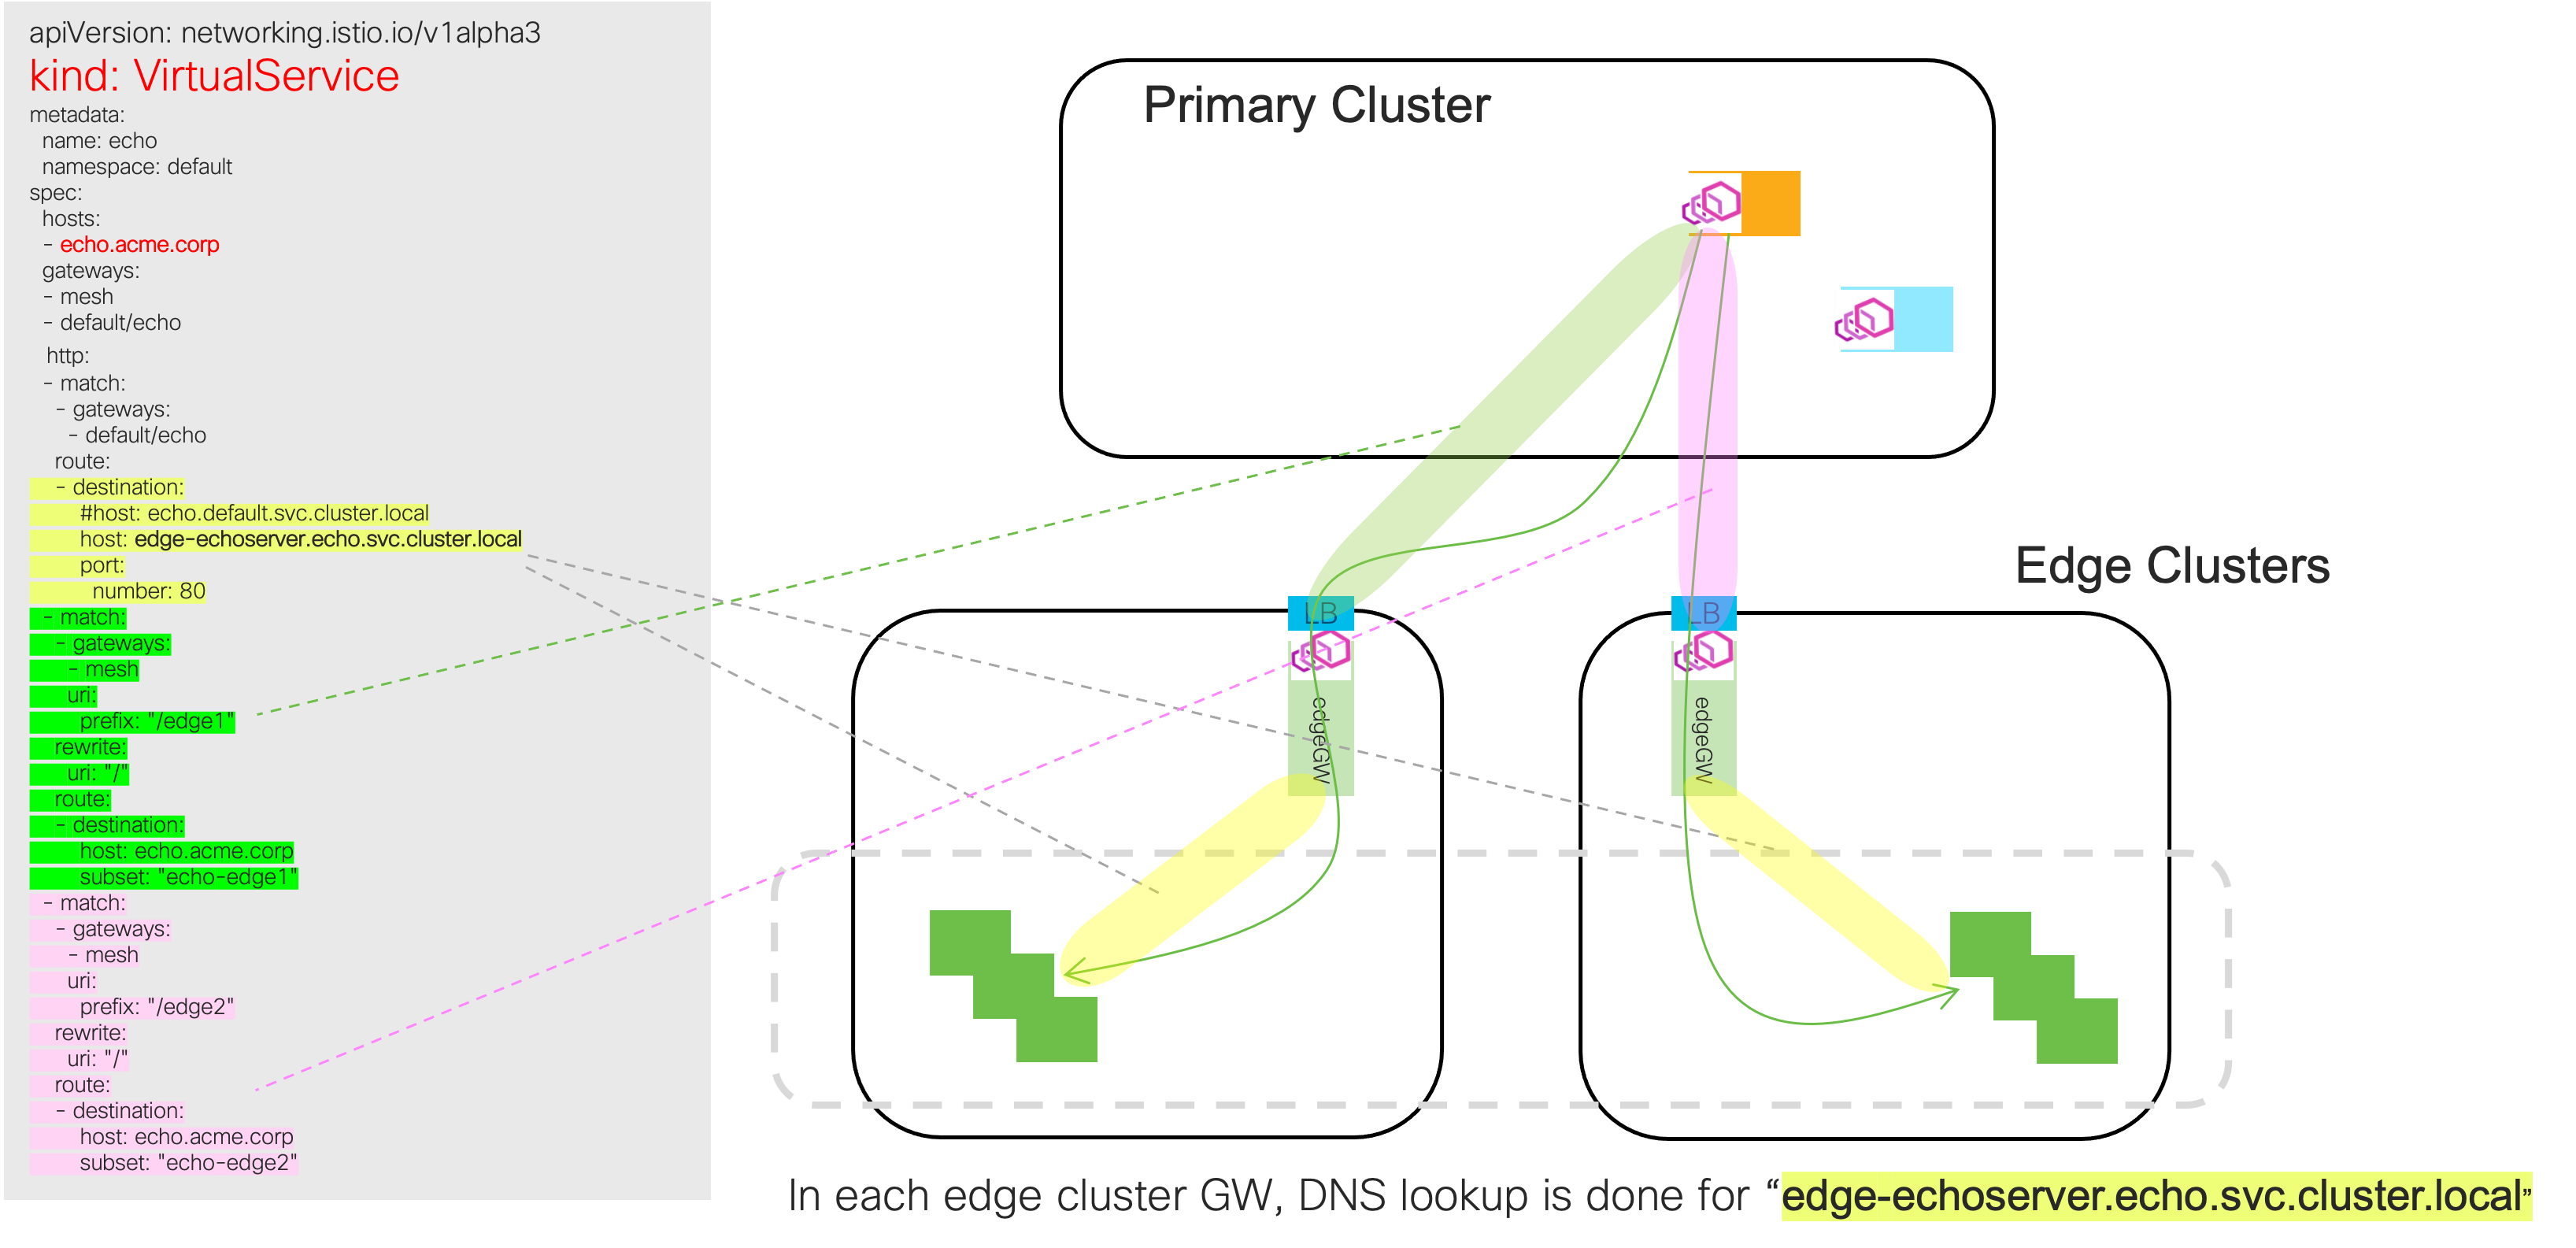 apiVersion: networking.istio.io/v1alpha3
kind: VirtualService
metadata:
  name: echo
  namespace: default
spec:
  hosts:
  - echo.acme.corp
  gateways:
  - mesh
  - default/echo
  http:
  - match:
    - gateways:
      - default/echo
    route:
    - destination:
        #host: echo.default.svc.cluster.local
        host: edge-echoserver.echo.svc.cluster.local
        port:
          number: 80
  - match:
    - gateways:
      - mesh
      uri:
        prefix: "/edge1"
    rewrite:
      uri: "/"
    route:
    - destination:
        host: echo.acme.corp
        subset: "echo-edge1"
  - match:
    - gateways:
      - mesh
      uri:
        prefix: "/edge2"
    rewrite:
      uri: "/"
    route:
    - destination:
        host: echo.acme.corp
        subset: "echo-edge2"
Primary Cluster
Edge Clusters
LB
edgeGW
LB
edgeGW
In each edge cluster GW, DNS lookup is done for “edge-echoserver.echo.svc.cluster.local”